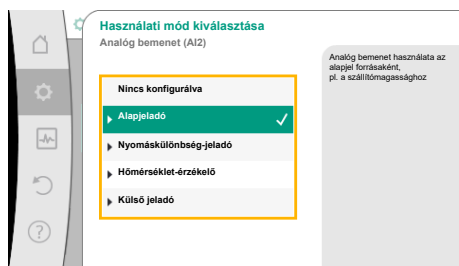 Használati mód kiválasztása
Analóg bemenet (AI2)
Nincs konfigurálva
Alapjeladó
Nyomáskülönbség-jeladó
Hőmérséklet-érzékelő
Külső jeladó
Analóg bemenet használata az
alapjel forrásaként,
pl. a szállítómagassághoz